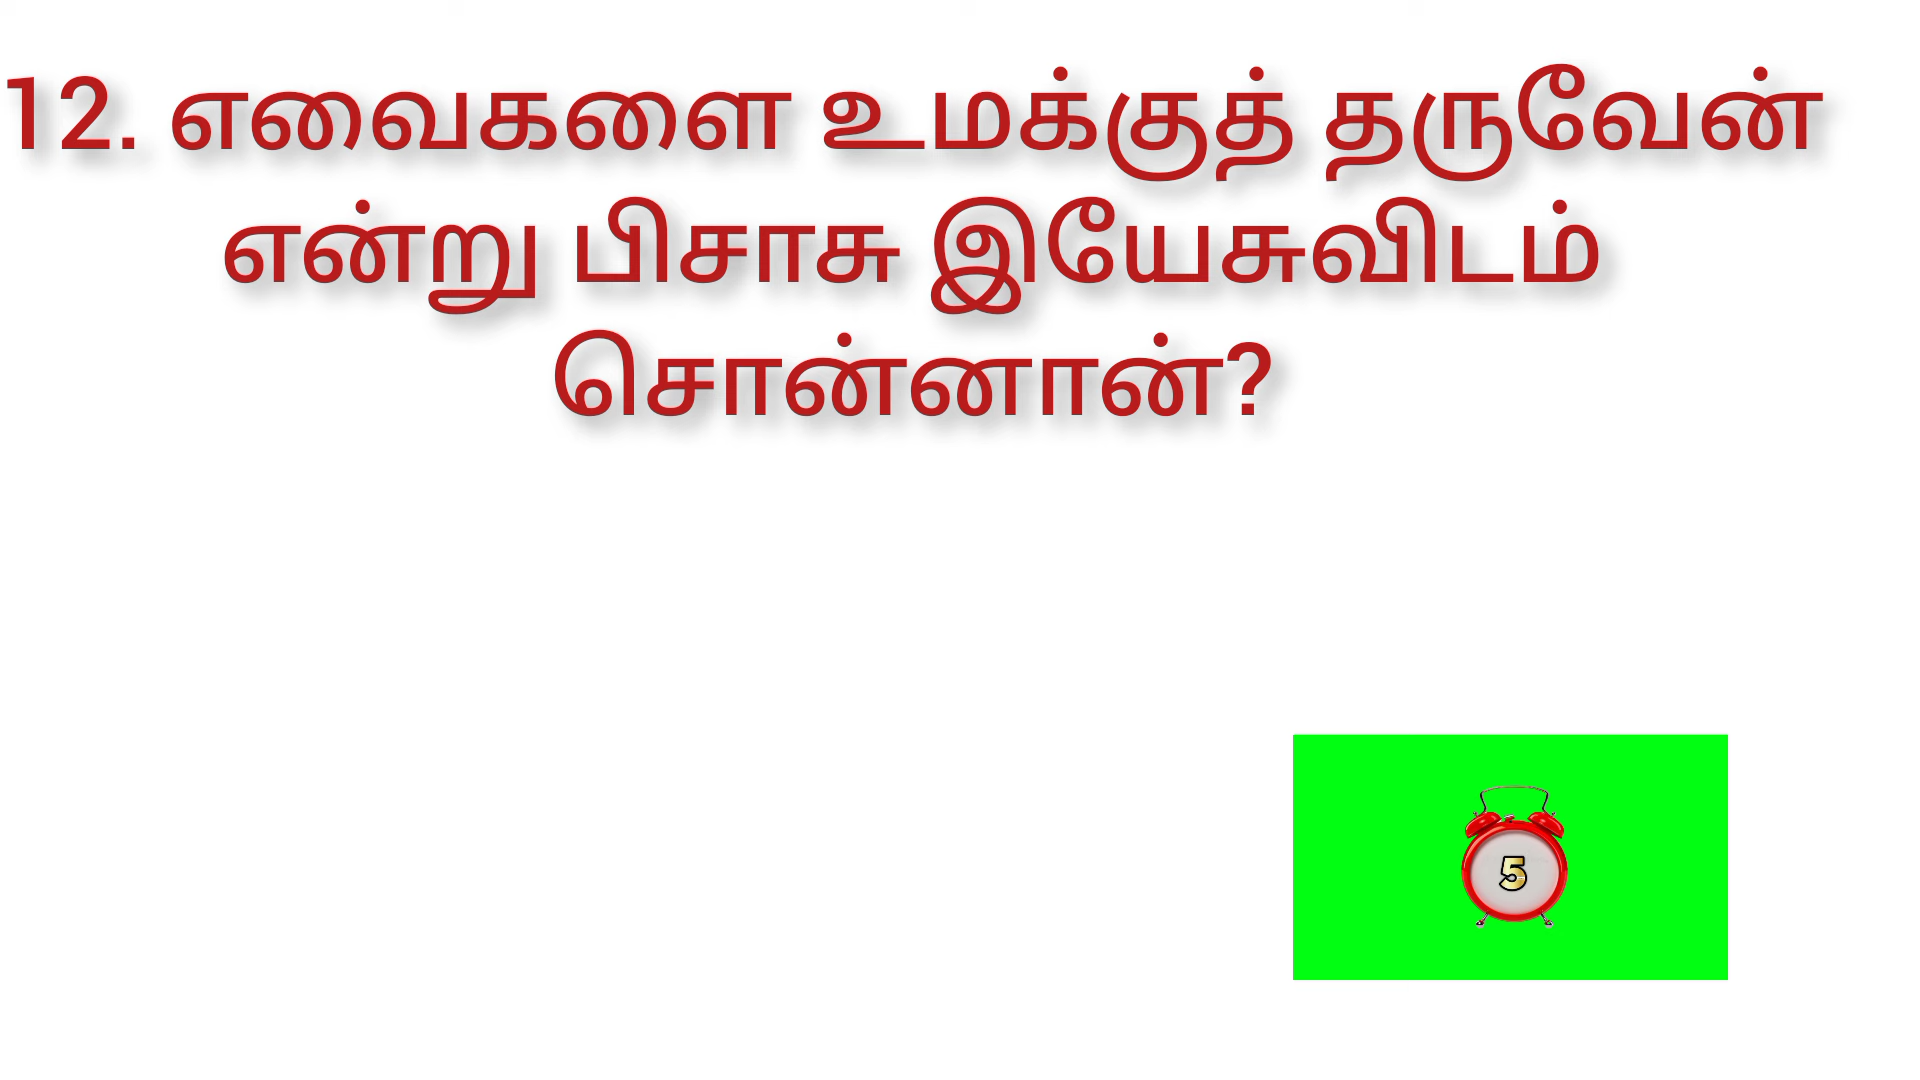 12. எவைகளை உமக்குத் தருவேன்
என்று பிசாசு இயேசுவிடம்
சொன்னான்?
5